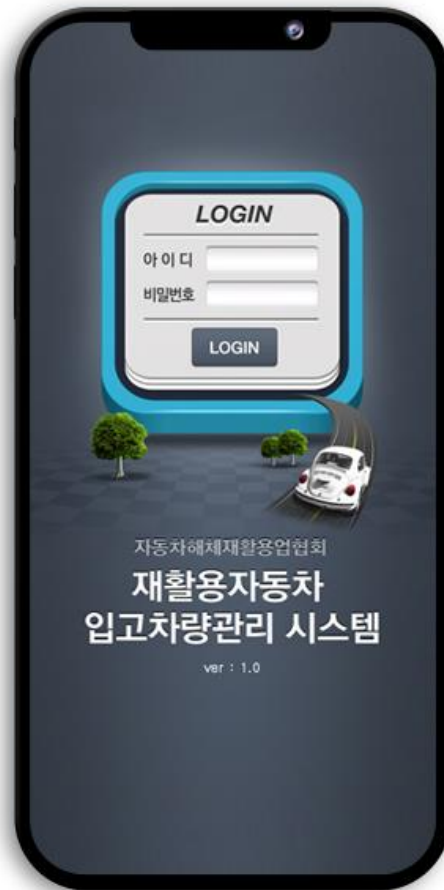 LOGIN
아 이 디
비밀번호
LOGIN
자동차해체재활용업협회
재활용자동차
입고차량관리 시스템
ver : 1.0